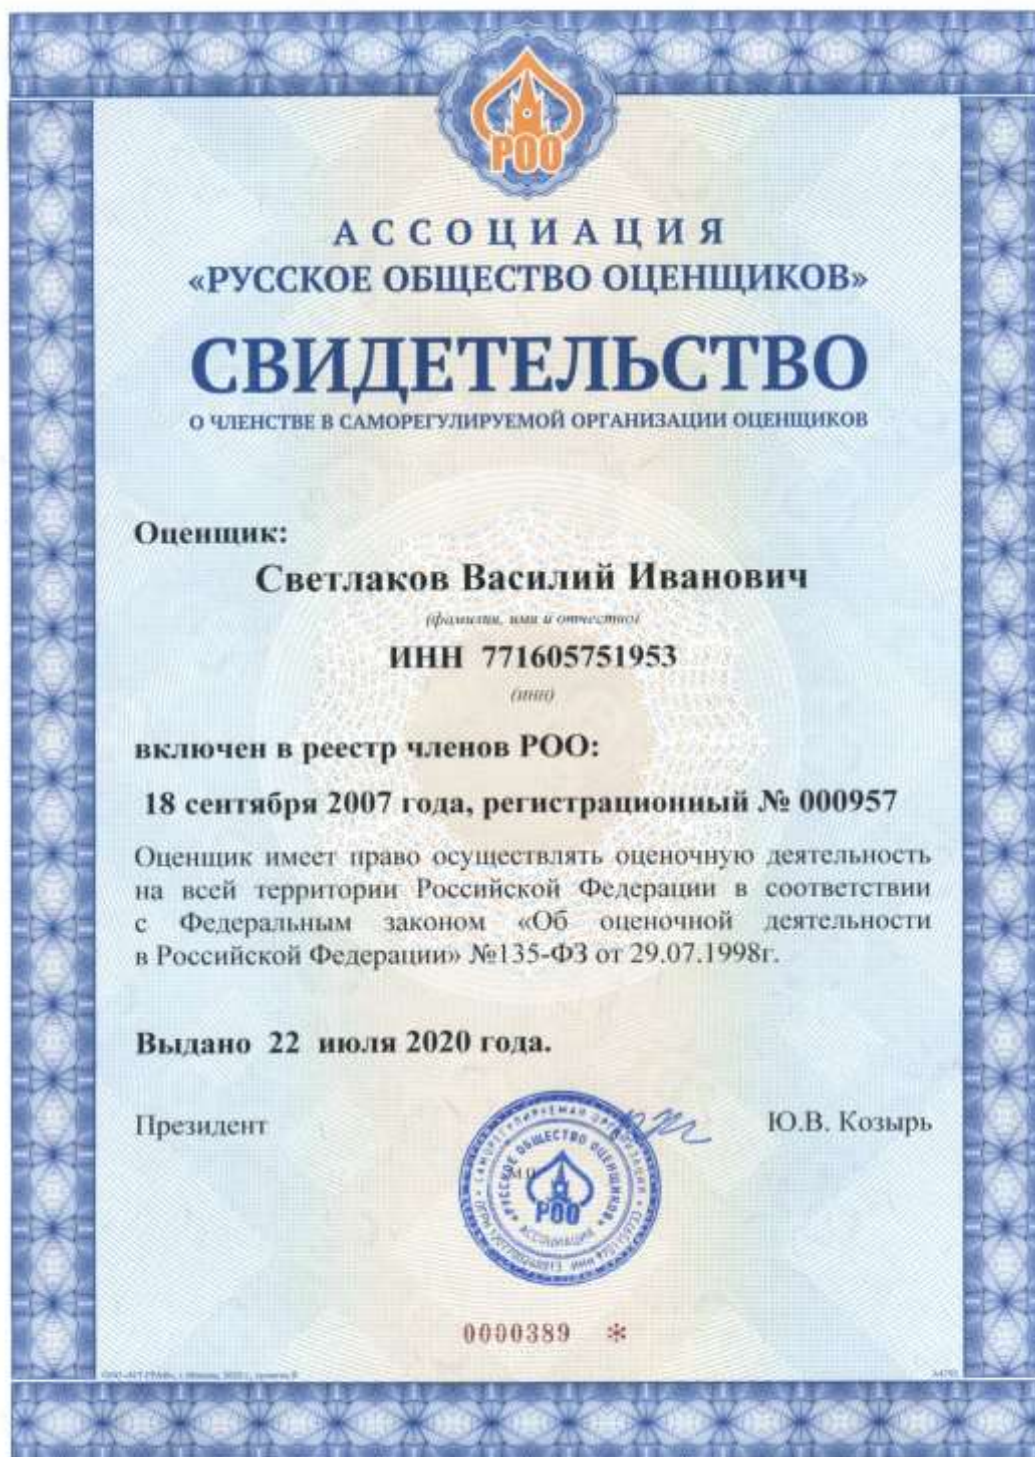 РОО
АССОЦИАЦИЯ
«РУССКОЕ ОБЩЕСТВО ОЦЕНЩИКОВ»
СВИДЕТЕЛЬСТВО
О ЧЛЕНСТВЕ В САМОРЕГУЛИРУЕМОЙ ОРГАНИЗАЦИИ ОЦЕНЩИКОВ
Оценщик:
Светлаков Василий Иванович
(фамилия, имя и отчество)
ИНН 771605751953
(ИНН)
включен в реестр членов РОО:
18 сентября 2007 года, регистрационный № 000957
Оценщик имеет право осуществлять оценочную деятельность
на всей территории Российской Федерации в соответствии
с Федеральным законом «Об оценочной деятельности
в Российской Федерации» №135-ФЗ от 29.07.1998г.
Выдано 22 июля 2020 года.
Президент
Ю.В. Козырь
САМОРЕГУЛИРУЕМАЯ ОРГАНИЗАЦИЯ
«РУССКОЕ ОБЩЕСТВО ОЦЕНЩИКОВ»
АССОЦИАЦИЯ
РОО
0000389 *